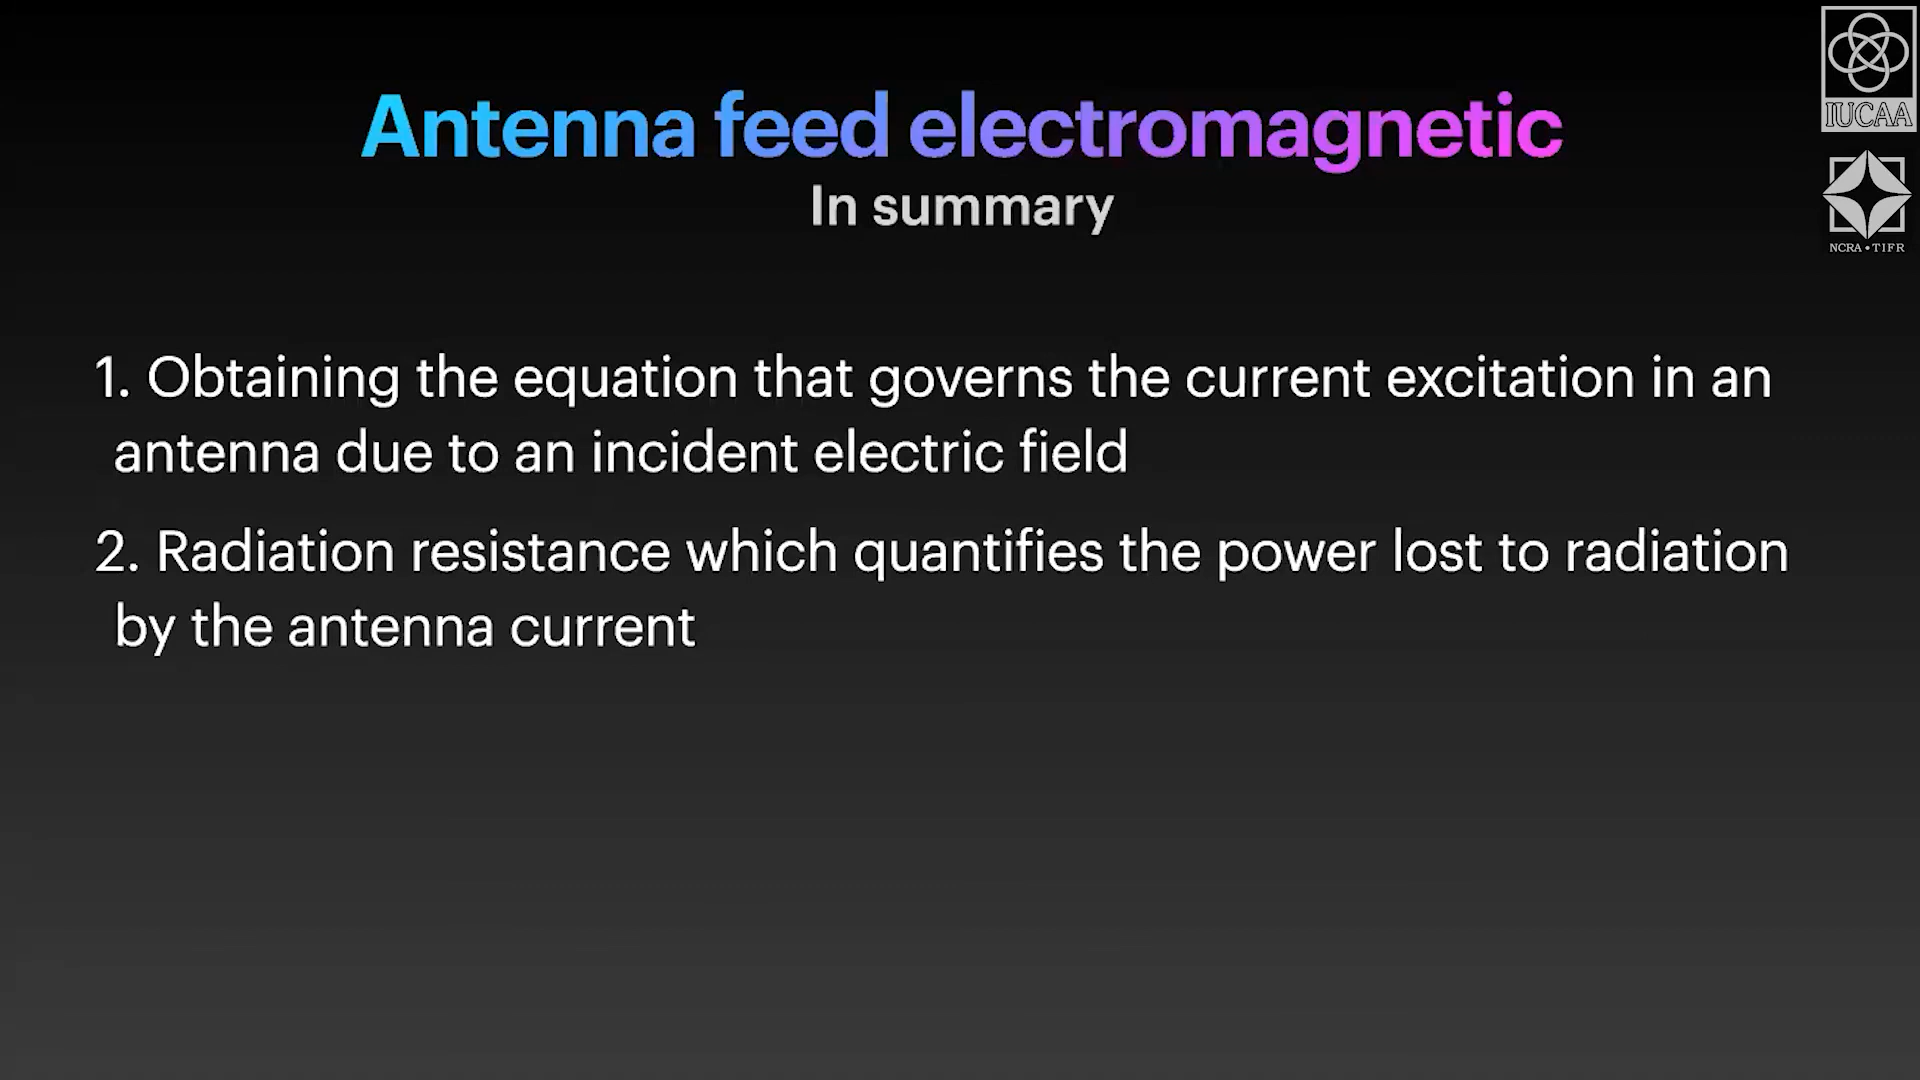 Antenna feed electromagnetic
In summary
1. Obtaining the equation that governs the current excitation in an
antenna due to an incident electric field
2. Radiation resistance which quantifies the power lost to radiation
by the antenna current
IUCAA
NCRA • TIFR